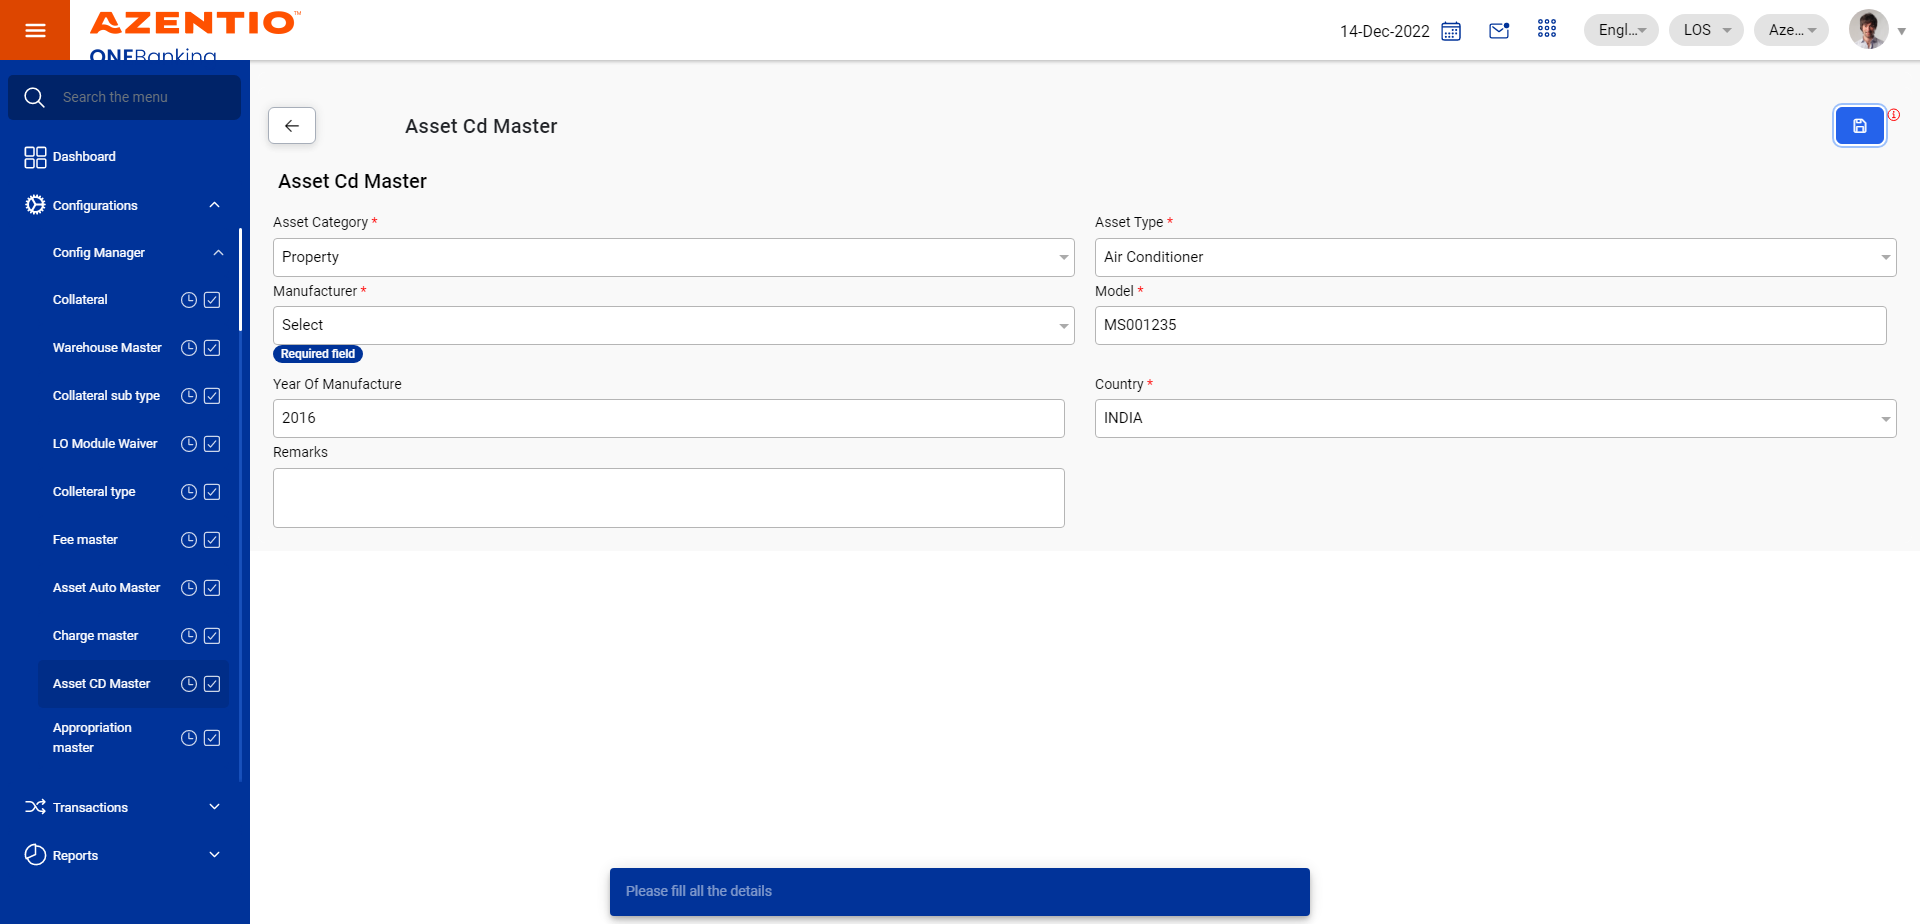 AZENTIO™
ONEBanking
14-Dec-2022
Engl...
LOS
Aze...
Search the menu
Dashboard
Configurations
Config Manager
Collateral
Warehouse Master
Collateral sub type
LO Module Waiver
Colleteral type
Fee master
Asset Auto Master
Charge master
Asset CD Master
Appropriation
master
Transactions
Reports
Asset Cd Master
Asset Cd Master
Asset Category *
Property
Asset Type *
Air Conditioner
Manufacturer *
Select
Required field
Model *
MS001235
Year Of Manufacture
2016
Country *
INDIA
Remarks
Please fill all the details